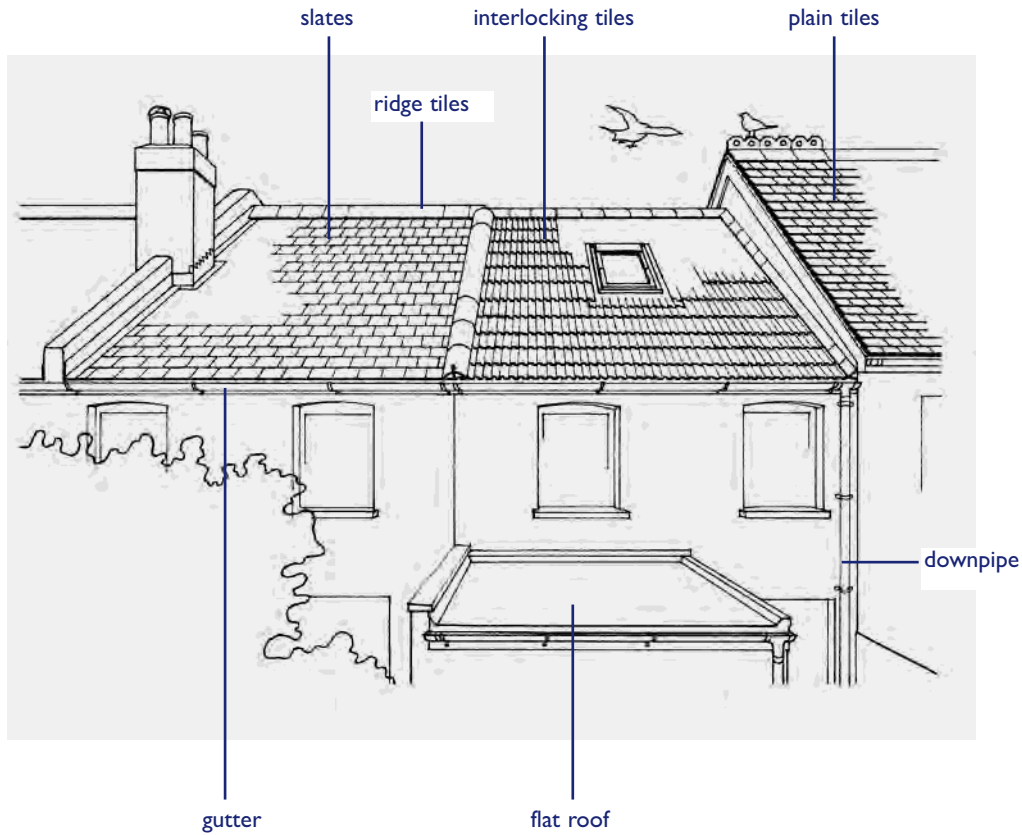 slates
interlocking tiles
plain tiles
ridge tiles
downpipe
gutter
flat roof